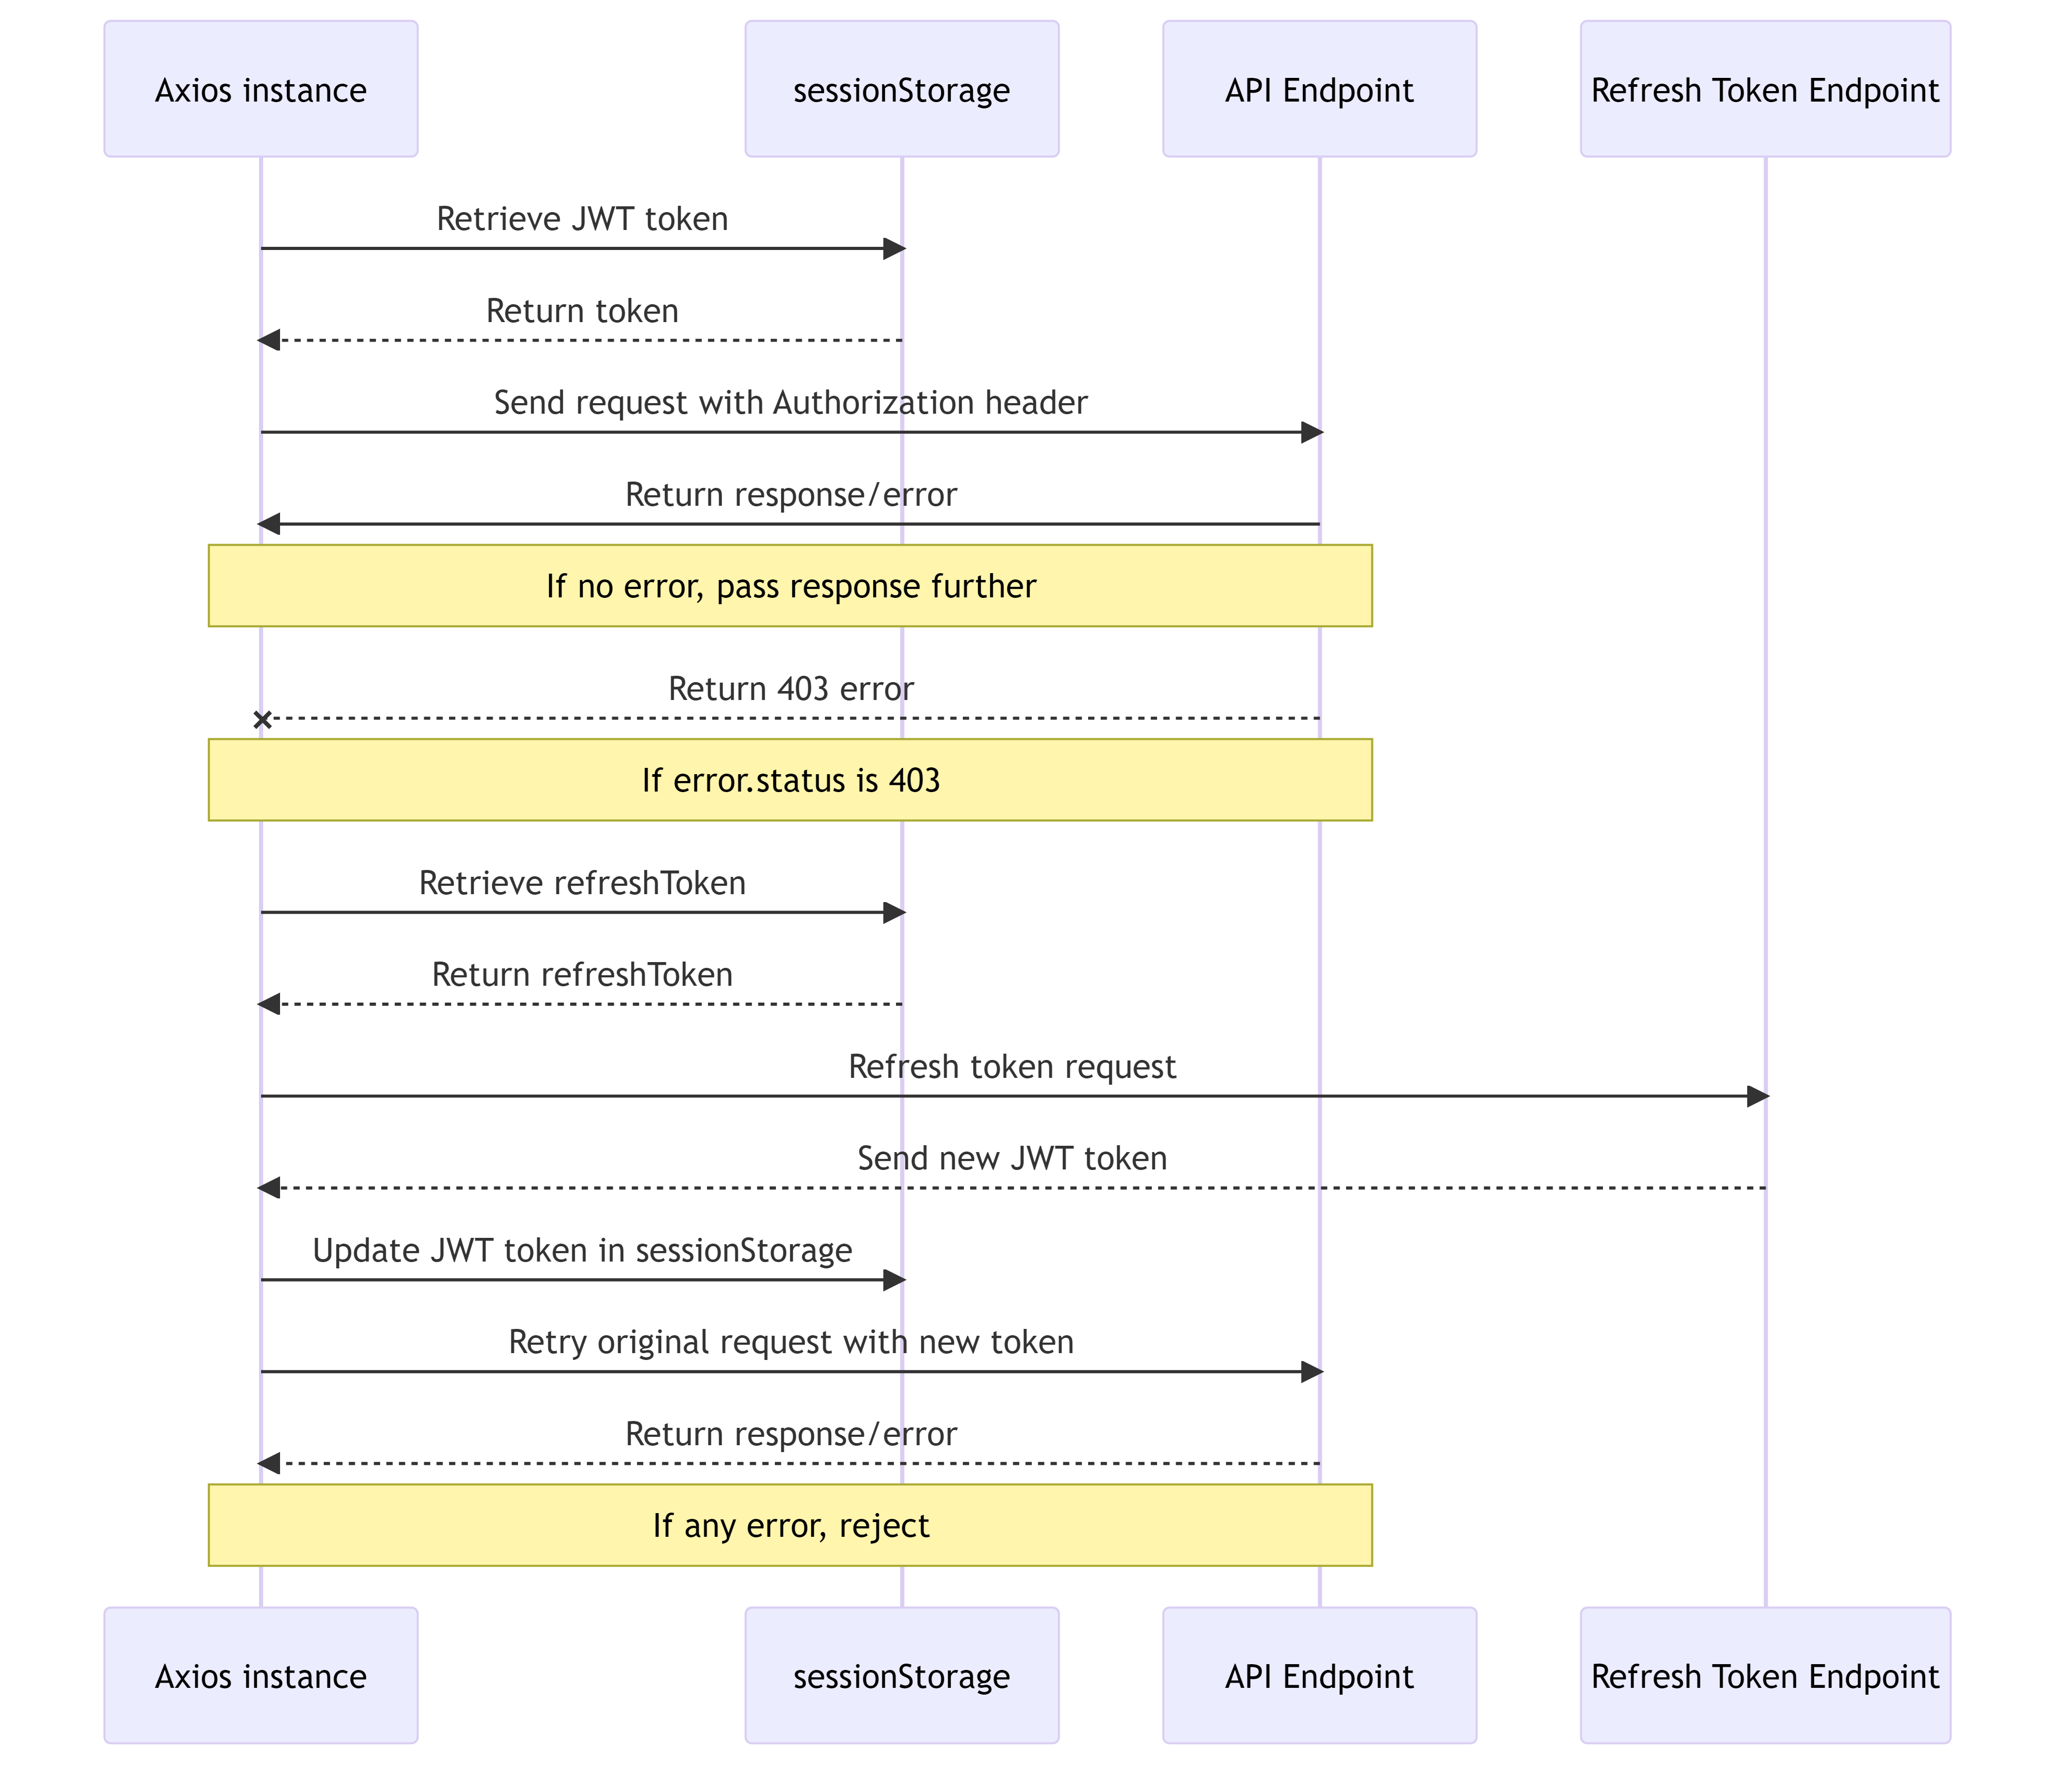 Axios instance
sessionStorage
API Endpoint
Refresh Token Endpoint
Retrieve JWT token
Return token
Send request with Authorization header
Return response/error
If no error, pass response further
Return 403 error
If error.status is 403
Retrieve refreshToken
Return refreshToken
Refresh token request
Send new JWT token
Update JWT token in sessionStorage
Retry original request with new token
Return response/error
If any error, reject
Axios instance
sessionStorage
API Endpoint
Refresh Token Endpoint